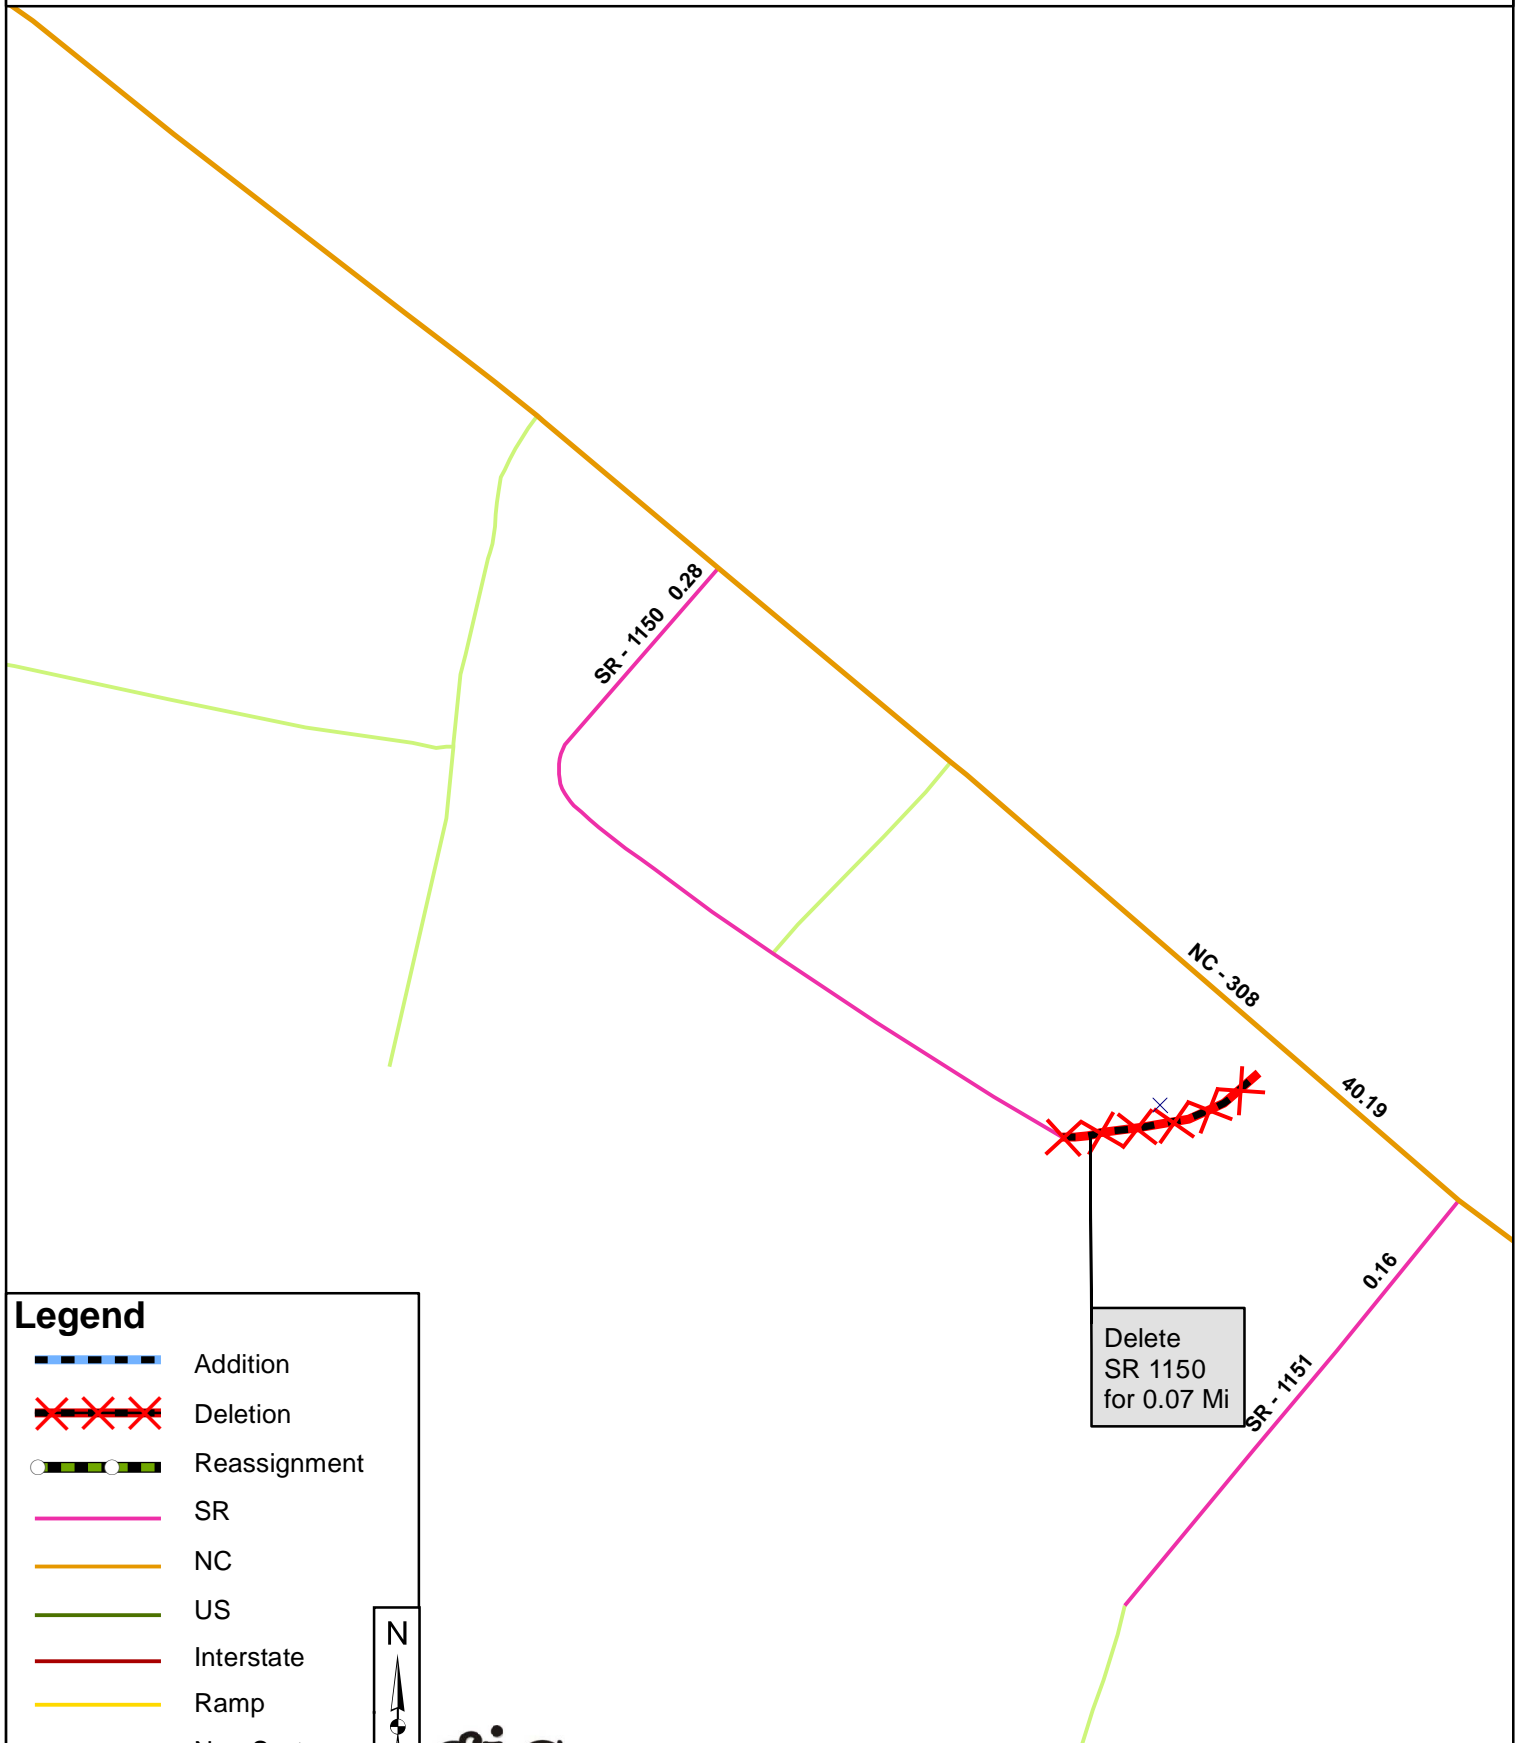 SR - 1150 0.28
NC - 308
40.19
0.16
SR - 1151
Delete
SR 1150
for 0.07 Mi
Legend
Addition
Deletion
Reassignment
SR
NC
US
Interstate
Ramp
N